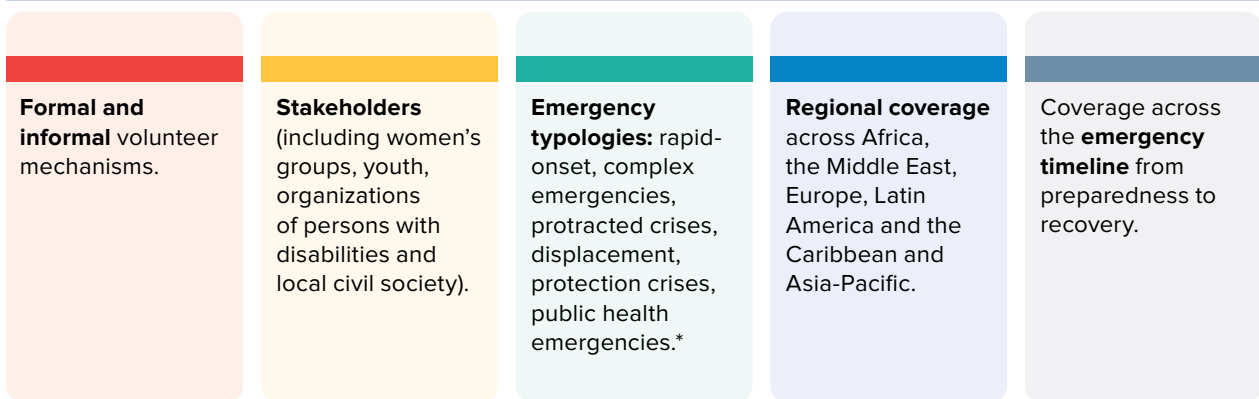 Formal and
informal volunteer
mechanisms.
Stakeholders
(including women’s
groups, youth,
organizations
of persons with
disabilities and
local civil society).
Emergency
typologies: rapid-
onset, complex
emergencies,
protracted crises,
displacement,
protection crises,
public health
emergencies.*
Regional coverage
across Africa,
the Middle East,
Europe, Latin
America and the
Caribbean and
Asia-Pacific.
Coverage across
the emergency
timeline from
preparedness to
recovery.